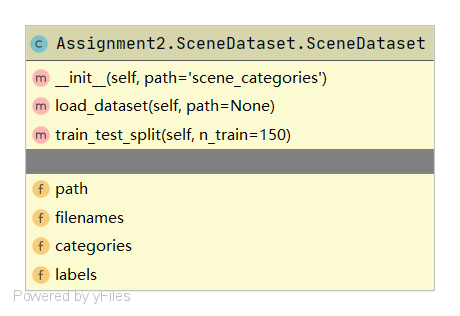 c Assignment2.SceneDataset.SceneDataset
m __init__(self, path='scene_categories')
m load_dataset(self, path=None)
m train_test_split(self, n_train=150)
f path
f filenames
f categories
f labels
Powered by yFiles